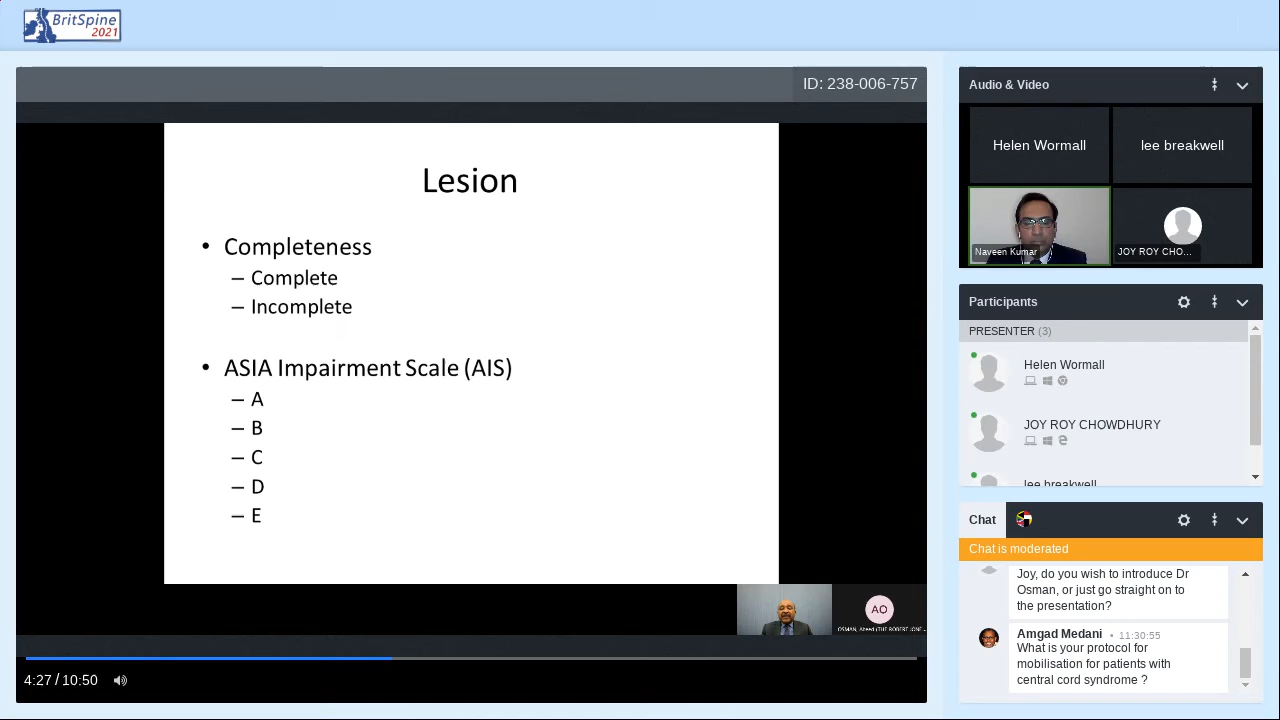 BritSpine
2021
ID: 238-006-757
Lesion
• Completeness
– Complete
– Incomplete
• ASIA Impairment Scale (AIS)
– A
– B
– C
– D
– E
AO
4:27 / 10:50
Audio & Video
Helen Wormall
lee breakwell
Naveen Kumar
JOY ROY CHO...
Participants
PRESENTER (3)
Helen Wormall
JOY ROY CHOWDHURY
lee breakwell
Chat
Chat is moderated
Joy, do you wish to introduce Dr
Osman, or just go straight on to
the presentation?
Amgad Medani • 11:30:55
What is your protocol for
mobilisation for patients with
central cord syndrome ?